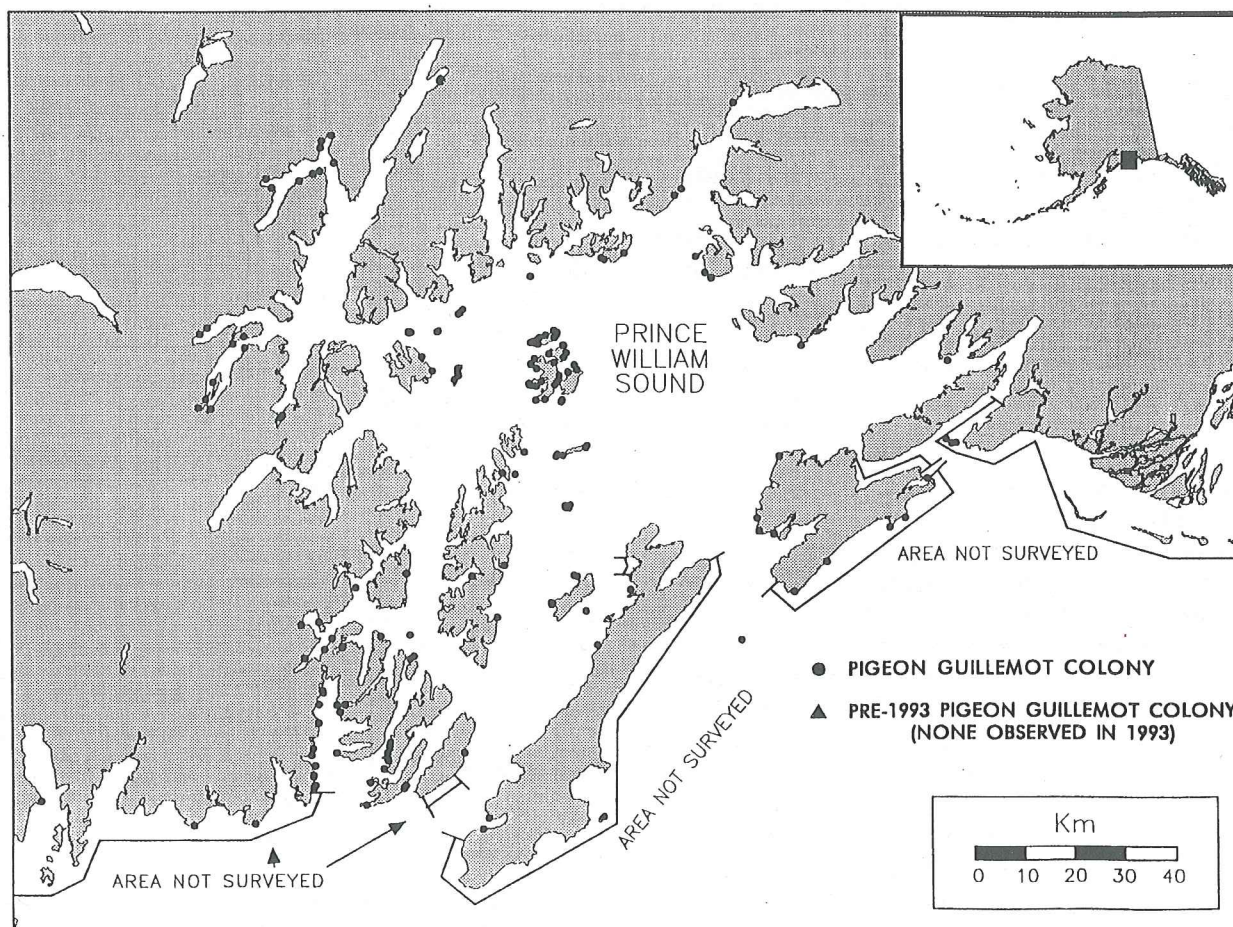 PRINCE
WILLIAM
SOUND
AREA NOT SURVEYED
● PIGEON GUILLEMOT COLONY
▲ PRE-1993 PIGEON GUILLEMOT COLONY
(NONE OBSERVED IN 1993)
AREA NOT SURVEYED
AREA NOT SURVEYED
Km
0 10 20 30 40